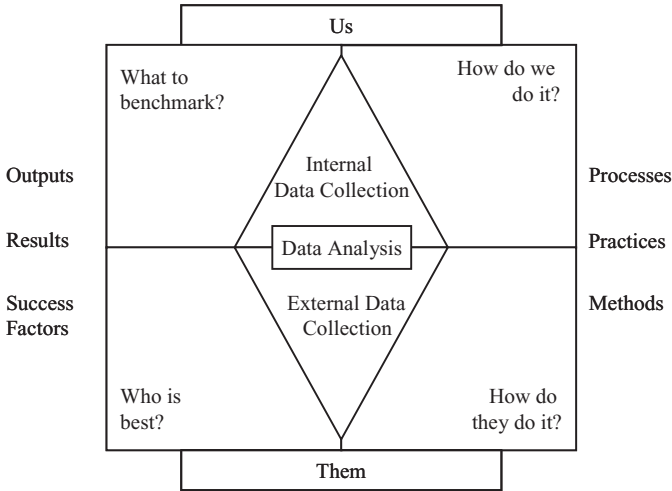 Us
What to
benchmark?
How do we
do it?
Internal
Data Collection
Outputs
Processes
Results
Data Analysis
Practices
Success
Factors
External Data
Collection
Methods
Who is
best?
How do
they do it?
Them